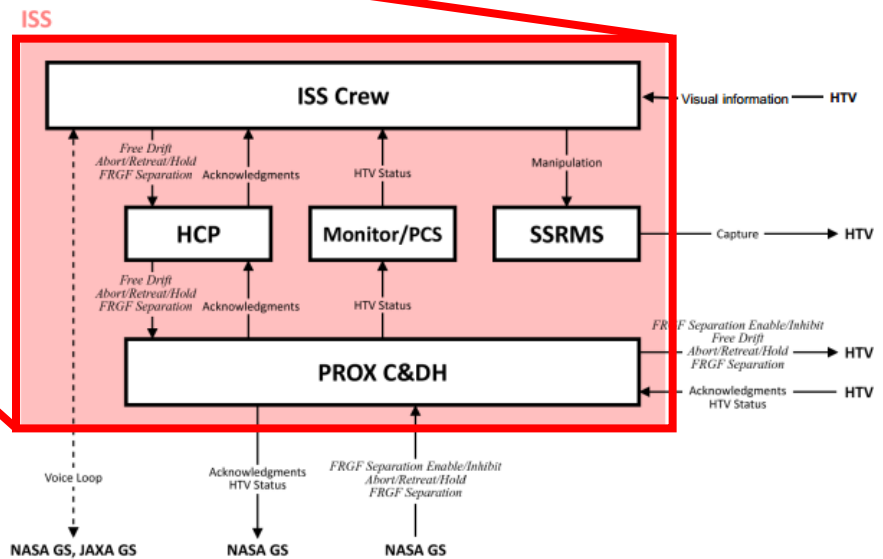 ISS
ISS Crew
Visual information
HTV
Free Drift
Abort/Retreat/Hold
FRGF Separation
Acknowledgments
HTV Status
Manipulation
HCP
Monitor/PCS
SSRMS
Capture
HTV
Free Drift
Abort/Retreat/Hold
FRGF Separation
Acknowledgments
HTV Status
PROX C&DH
FRGF Separation Enable/Inhibit
Free Drift
Abort/Retreat/Hold
FRGF Separation
HTV
Acknowledgments
HTV Status
HTV
Voice Loop
Acknowledgments
HTV Status
FRGF Separation Enable/Inhibit
Abort/Retreat/Hold
FRGF Separation
NASA GS, JAXA GS
NASA GS
NASA GS